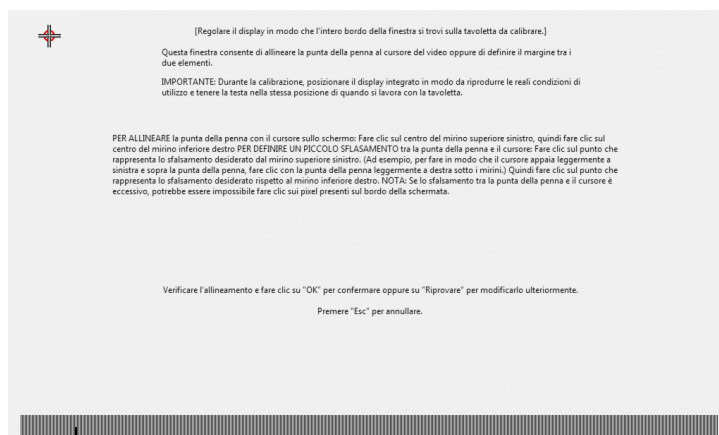 [Regolare il display in modo che l'intero bordo della finestra si trovi sulla tavoletta da calibrare.]
Questa finestra consente di allineare la punta della penna al cursore del video oppure di definire il margine tra i
due elementi.
IMPORTANTE: Durante la calibrazione, posizionare il display integrato in modo da riprodurre le reali condizioni di
utilizzo e tenere la testa nella stessa posizione di quando si lavora con la tavoletta.
PER ALLINEARE la punta della penna con il cursore sullo schermo: Fare clic sul centro del mirino superiore sinistro, quindi fare clic sul
centro del mirino inferiore destro PER DEFINIRE UN PICCOLO SFLASAMENTO tra la punta della penna e il cursore: Fare clic sul punto che
rappresenta lo sfalsamento desiderato dal mirino superiore sinistro. (Ad esempio, per fare in modo che il cursore appaia leggermente a
sinistra e sopra la punta della penna, fare clic con la punta della penna leggermente a destra sotto i mirini.) Quindi fare clic sul punto che
rappresenta lo sfalsamento desiderato rispetto al mirino inferiore destro. NOTA: Se lo sfalsamento tra la punta della penna e il cursore è
eccessivo, potrebbe essere impossibile fare clic sui pixel presenti sul bordo della schermata.
Verificare l'allineamento e fare clic su "OK" per confermare oppure su "Riprovare" per modificarlo ulteriormente.
Premere "Esc" per annullare.